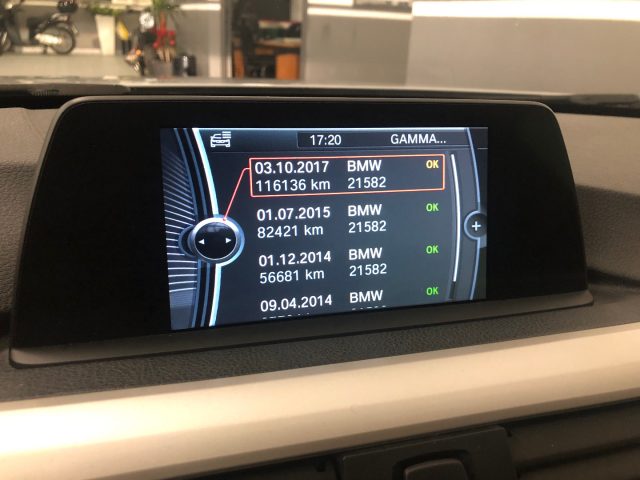 17:20 GAMMA...
03.10.2017 BMW OK
116136 km 21582
01.07.2015 BMW OK
82421 km 21582
01.12.2014 BMW OK
56681 km 21582
09.04.2014 BMW OK